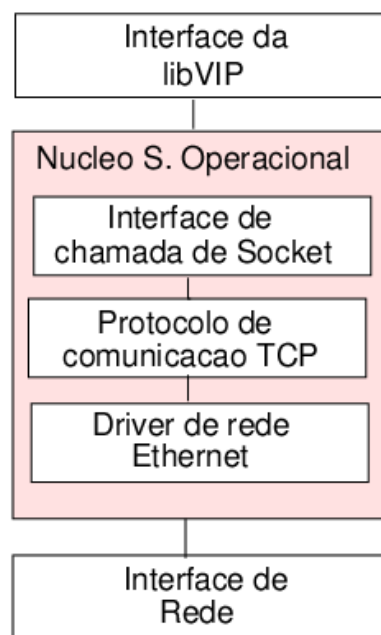 Interface da
libVIP
Nucleo S. Operacional
Interface de
chamada de Socket
Protocolo de
comunicacao TCP
Driver de rede
Ethernet
Interface de
Rede